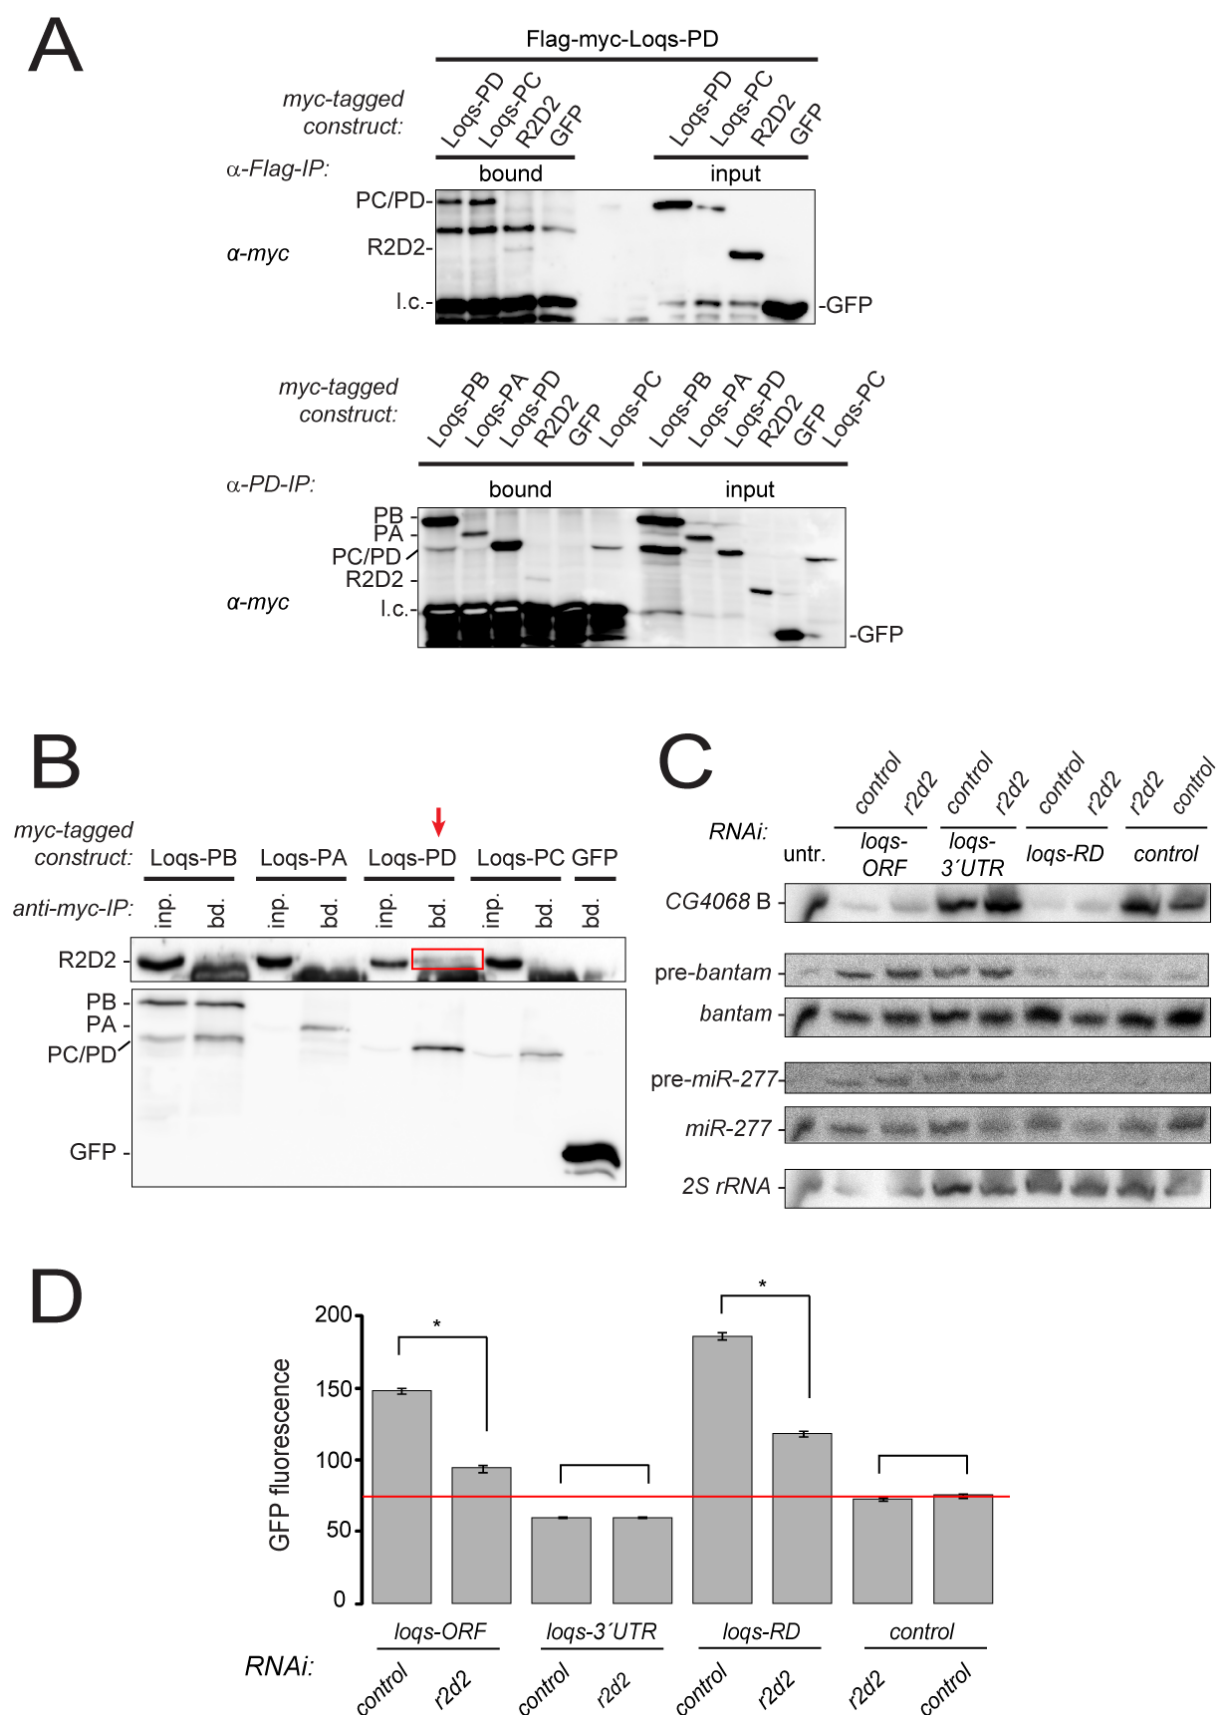 A
Flag-myc-Loqs-PD
myc-tagged
construct:
Loqs-PD
Loqs-PC
R2D2
GFP
Loqs-PD
Loqs-PC
R2D2
GFP
α-Flag-IP:
bound
input
PC/PD-
R2D2-
α-myc
l.c.-
-GFP
myc-tagged
construct:
Loqs-PB
Loqs-PA
Loqs-PD
R2D2
GFP
Loqs-PC
Loqs-PB
Loqs-PA
Loqs-PD
R2D2
GFP
Loqs-PC
α-PD-IP:
bound
input
PB -
PA -
PC/PD
R2D2 -
α-myc
l.c.-
-GFP
B
myc-tagged
construct:
Loqs-PB Loqs-PA Loqs-PD Loqs-PC GFP
anti-myc-IP:
inp. bd. inp. bd. inp. bd. inp. bd. bd.
R2D2 -
PB -
PA -
PC/PD
GFP -
C
control r2d2 control r2d2 control r2d2 r2d2 control
RNAi:
untr.
loqs-
ORF
loqs-
3´UTR
loqs-RD
control
CG4068 B -
pre-bantam -
bantam -
pre-miR-277 -
miR-277 -
2S rRNA -
D
GFP fluorescence
200
150
100
50
0
*
*
loqs-ORF loqs-3´UTR loqs-RD control
RNAi:
control r2d2 control r2d2 control r2d2 r2d2 control